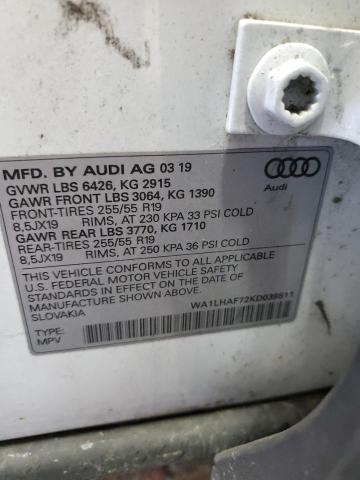 MFD. BY AUDI AG 03 19
GVWR LBS 6426, KG 2915
GAWR FRONT LBS 3064, KG 1390
FRONT-TIRES 255/55 R19
8,5JX19 RIMS, AT 230 KPA 33 PSI COLD
GAWR REAR LBS 3770, KG 1710
REAR-TIRES 255/55 R19
8,5JX19 RIMS, AT 250 KPA 36 PSI COLD
THIS VEHICLE CONFORMS TO ALL APPLICABLE
U.S. FEDERAL MOTOR VEHICLE SAFETY
STANDARDS IN EFFECT ON THE DATE OF
MANUFACTURE SHOWN ABOVE.
SLOVAKIA WA1LHAF72KD039511
TYPE:
MPV
Audi